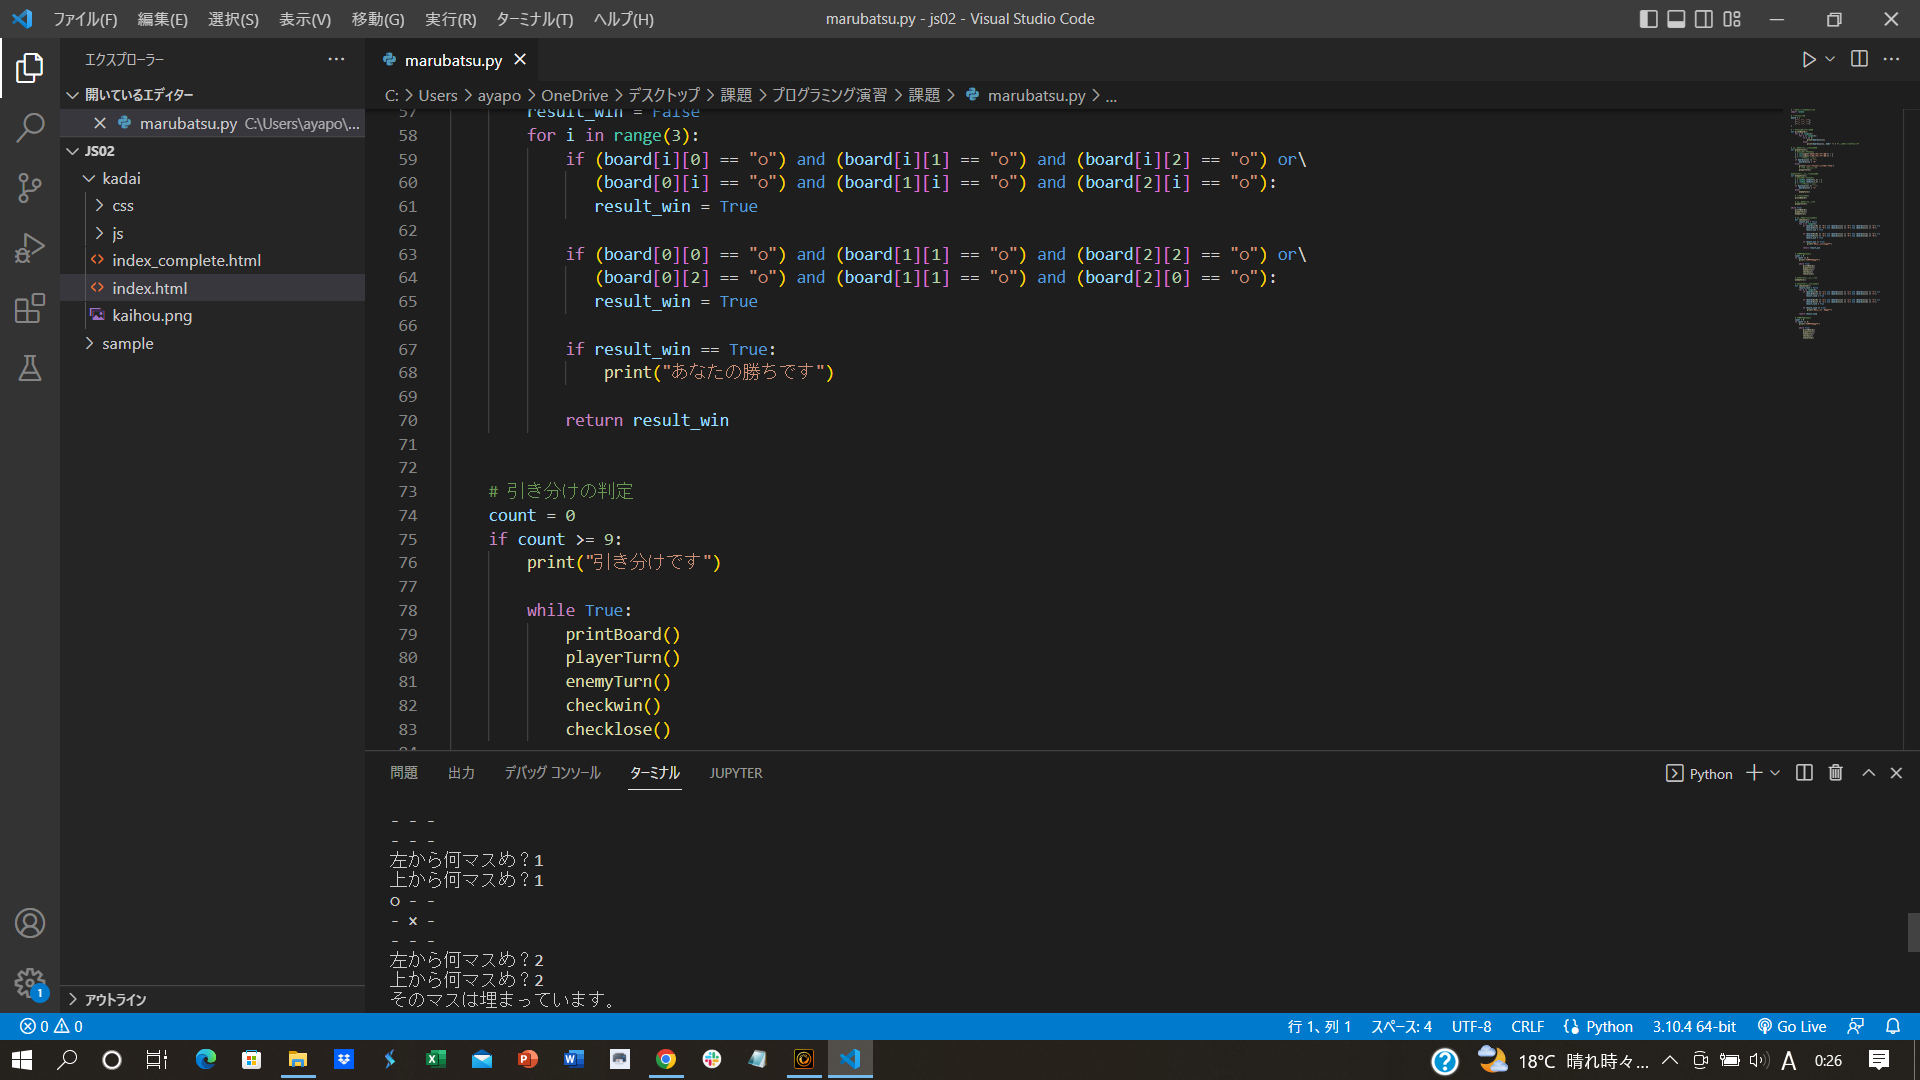 ファイル(F) 編集(E) 選択(S) 表示(V) 移動(G) 実行(R) ターミナル(T) ヘルプ(H) marubatsu.py - js02 - Visual Studio Code
エクスプローラー
marubatsu.py
開いているエディター
C: > Users > ayapo > OneDrive > デスクトップ > 課題 > プログラミング演習 > 課題 > marubatsu.py > ...
marubatsu.py C:\Users\ayapo\...
JS02
kadai
css
js
index_complete.html
index.html
kaihou.png
sample
アウトライン
57 result_win = False
58 for i in range(3):
59 if (board[i][0] == "o") and (board[i][1] == "o") and (board[i][2] == "o") or\
60 (board[0][i] == "o") and (board[1][i] == "o") and (board[2][i] == "o"):
61 result_win = True
62
63 if (board[0][0] == "o") and (board[1][1] == "o") and (board[2][2] == "o") or\
64 (board[0][2] == "o") and (board[1][1] == "o") and (board[2][0] == "o"):
65 result_win = True
66
67 if result_win == True:
68 print("あなたの勝ちです")
69
70 return result_win
71
72
73 # 引き分けの判定
74 count = 0
75 if count >= 9:
76 print("引き分けです")
77
78 while True:
79 printBoard()
80 playerTurn()
81 enemyTurn()
82 checkwin()
83 checklose()
問題 出力 デバッグ コンソール ターミナル JUPYTER Python
- - -
- - -
左から何マスめ？1
上から何マスめ？1
o - -
- x -
- - -
左から何マスめ？2
上から何マスめ？2
そのマスは埋まっています。
1
0 0 行 1、列 1 スペース: 4 UTF-8 CRLF Python 3.10.4 64-bit Go Live
18°C 晴れ時々... A 0:26